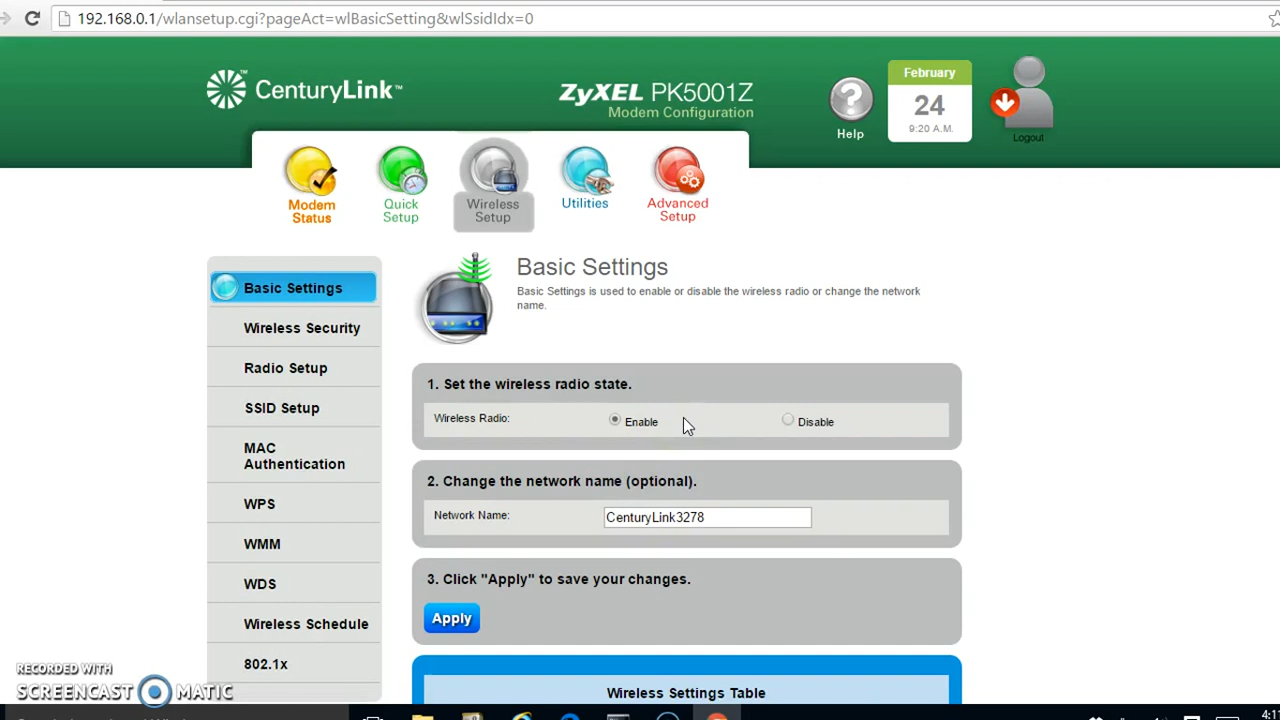 192.168.0.1/wlansetup.cgi?pageAct=wlBasicSetting&wlSsidIdx=0
CenturyLink™
ZyXEL PK5001Z
Modem Configuration
Help
February
24
9:20 A.M.
Logout
Modem Status
Quick Setup
Wireless Setup
Utilities
Advanced Setup
Basic Settings
Wireless Security
Radio Setup
SSID Setup
MAC
Authentication
WPS
WMM
WDS
Wireless Schedule
802.1x
Basic Settings
Basic Settings is used to enable or disable the wireless radio or change the network
name.
1. Set the wireless radio state.
Wireless Radio: Enable Disable
2. Change the network name (optional).
Network Name: CenturyLink3278
3. Click "Apply" to save your changes.
Apply
Wireless Settings Table
RECORDED WITH
SCREENCAST MATIC